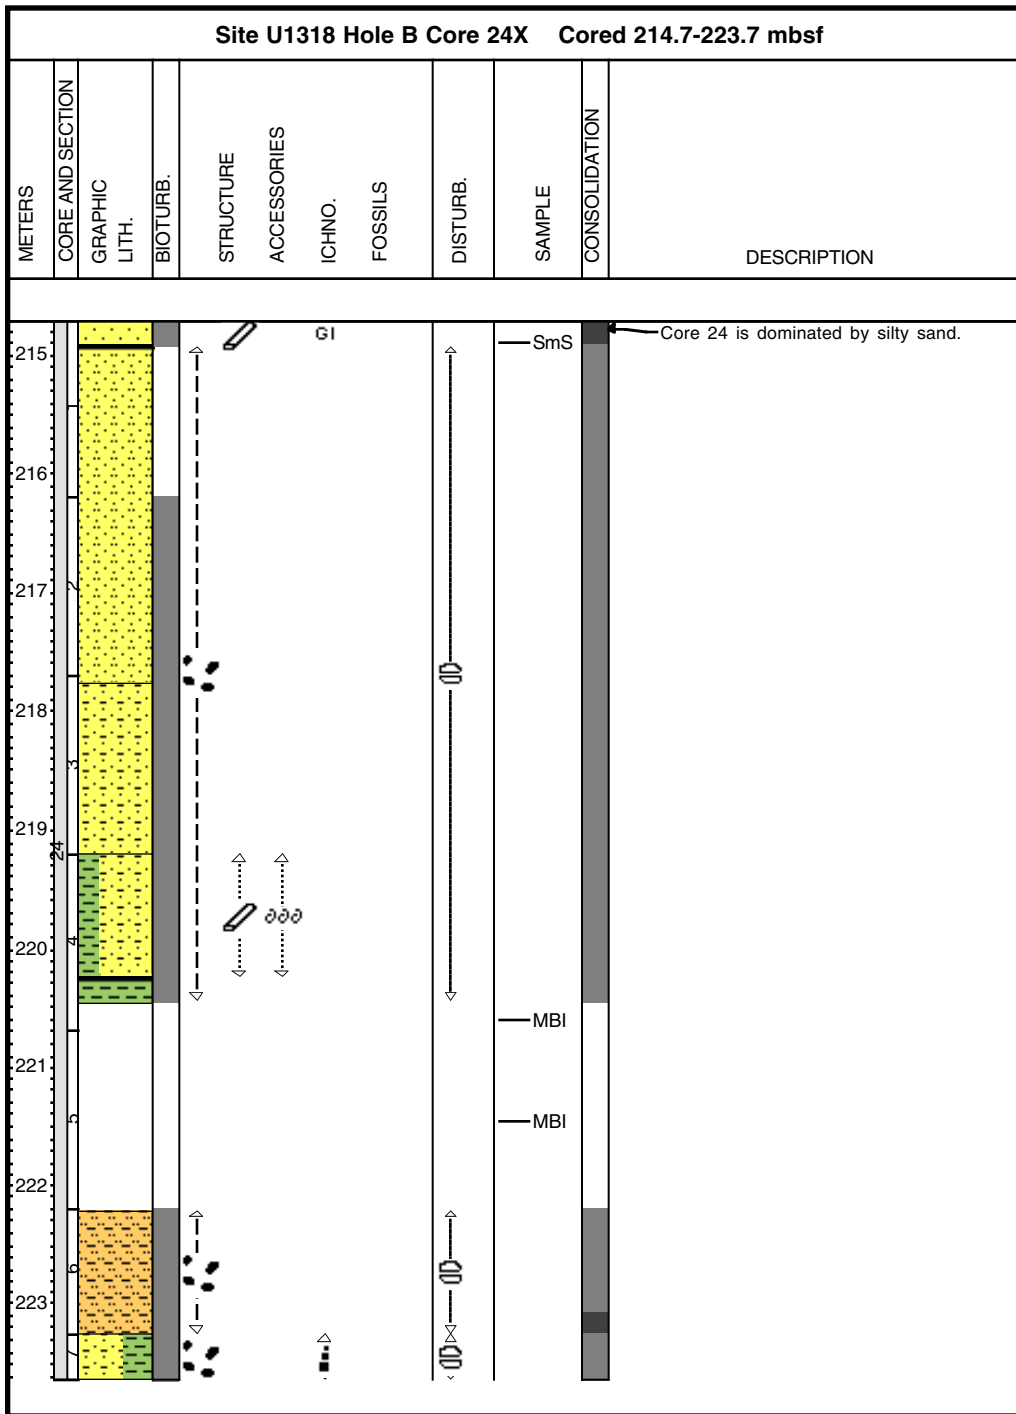 Site U1318 Hole B Core 24X Cored 214.7-223.7 mbsf
METERS
CORE AND SECTION
GRAPHIC
LITH.
BIOTURB.
STRUCTURE
ACCESSORIES
ICHNO.
FOSSILS
DISTURB.
SAMPLE
CONSOLIDATION
DESCRIPTION
Gl
SmS
Core 24 is dominated by silty sand.
215
1
216
217
2
218
3
219
24
220
4
MBI
221
5
MBI
222
6
223
7